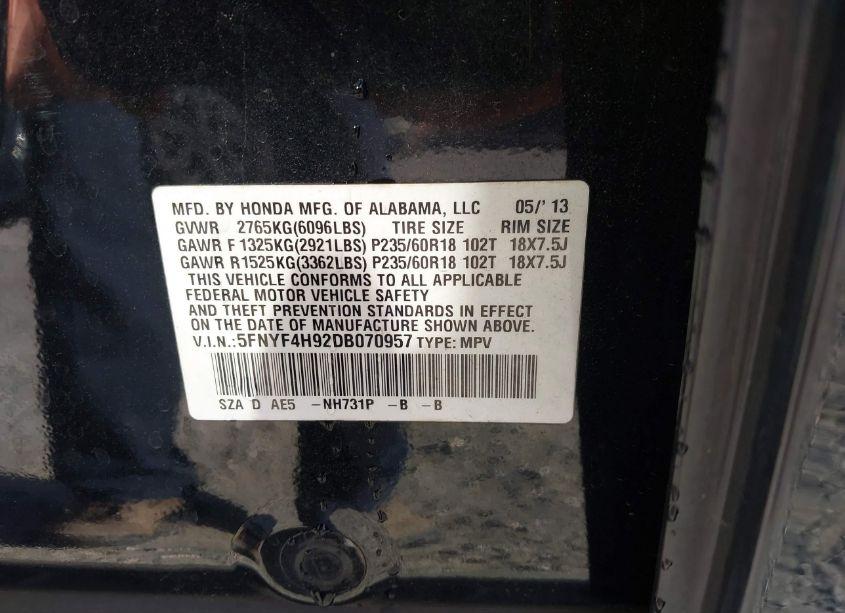 MFD. BY HONDA MFG. OF ALABAMA, LLC 05/' 13
GVWR 2765KG(6096LBS) TIRE SIZE RIM SIZE
GAWR F 1325KG(2921LBS) P235/60R18 102T 18X7.5J
GAWR R1525KG(3362LBS) P235/60R18 102T 18X7.5J
THIS VEHICLE CONFORMS TO ALL APPLICABLE
FEDERAL MOTOR VEHICLE SAFETY
AND THEFT PREVENTION STANDARDS IN EFFECT
ON THE DATE OF MANUFACTURE SHOWN ABOVE.
V.I.N.:5FNYF4H92DB070957 TYPE: MPV
SZA D AE5 -NH731P -B -B